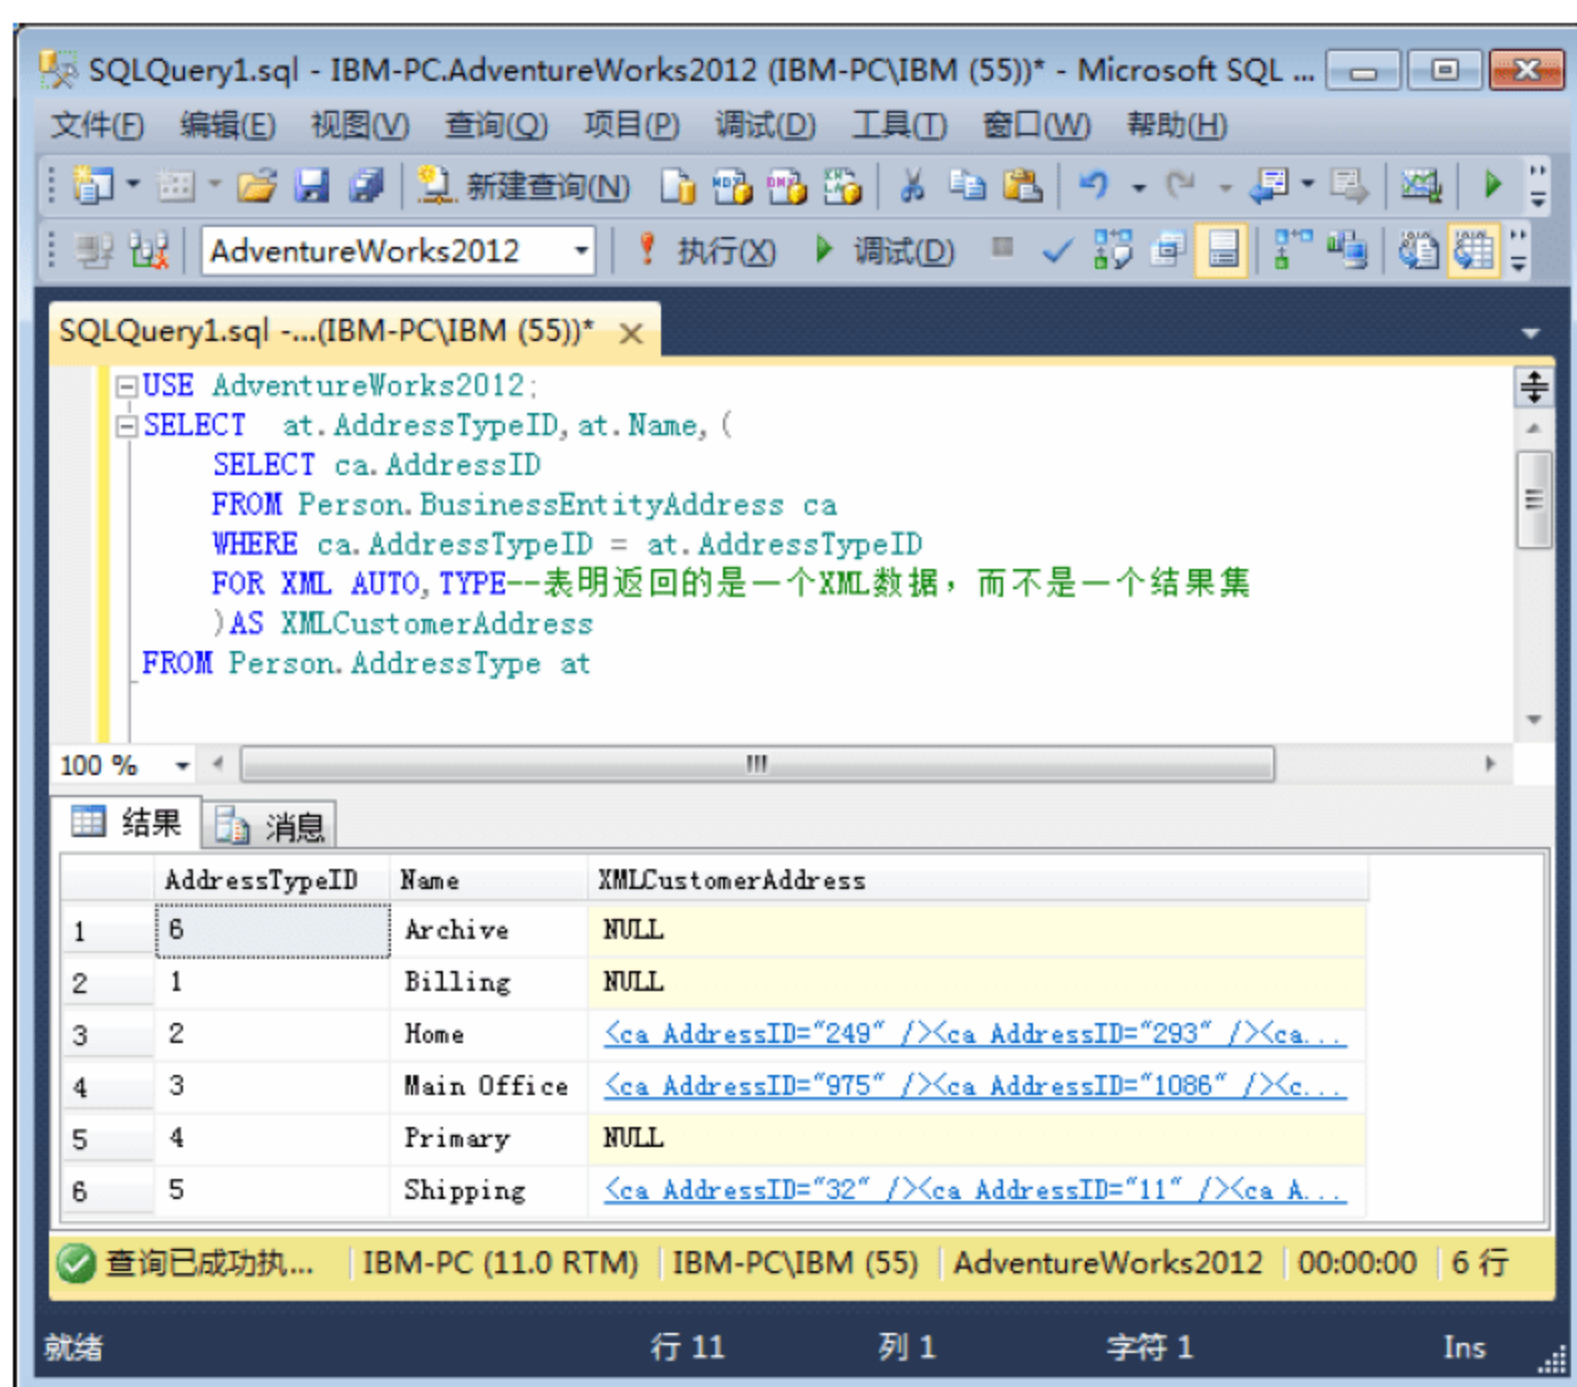 SQLQuery1.sql - IBM-PC.AdventureWorks2012 (IBM-PC\IBM (55))* - Microsoft SQL ...
文件(F) 编辑(E) 视图(V) 查询(Q) 项目(P) 调试(D) 工具(T) 窗口(W) 帮助(H)
新建查询(N)
AdventureWorks2012 执行(X) 调试(D)
SQLQuery1.sql -...(IBM-PC\IBM (55))*
USE AdventureWorks2012;
SELECT at.AddressTypeID,at.Name,(
SELECT ca.AddressID
FROM Person.BusinessEntityAddress ca
WHERE ca.AddressTypeID = at.AddressTypeID
FOR XML AUTO,TYPE--表明返回的是一个XML数据，而不是一个结果集
)AS XMLCustomerAddress
FROM Person.AddressType at
100 %
结果 消息
AddressTypeID Name XMLCustomerAddress
1 6 Archive NULL
2 1 Billing NULL
3 2 Home <ca AddressID="249" /><ca AddressID="293" /><ca...
4 3 Main Office <ca AddressID="975" /><ca AddressID="1086" /><c...
5 4 Primary NULL
6 5 Shipping <ca AddressID="32" /><ca AddressID="11" /><ca A...
查询已成功执... IBM-PC (11.0 RTM) IBM-PC\IBM (55) AdventureWorks2012 00:00:00 6 行
就绪 行 11 列 1 字符 1 Ins